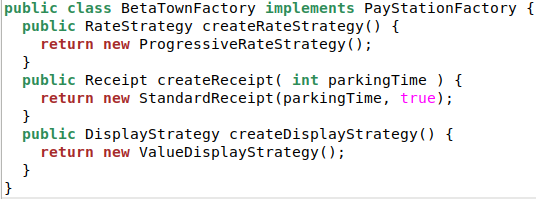 public class BetaTownFactory implements PayStationFactory {
  public RateStrategy createRateStrategy() {
    return new ProgressiveRateStrategy();
  }
  public Receipt createReceipt( int parkingTime ) {
    return new StandardReceipt(parkingTime, true);
  }
  public DisplayStrategy createDisplayStrategy() {
    return new ValueDisplayStrategy();
  }
}